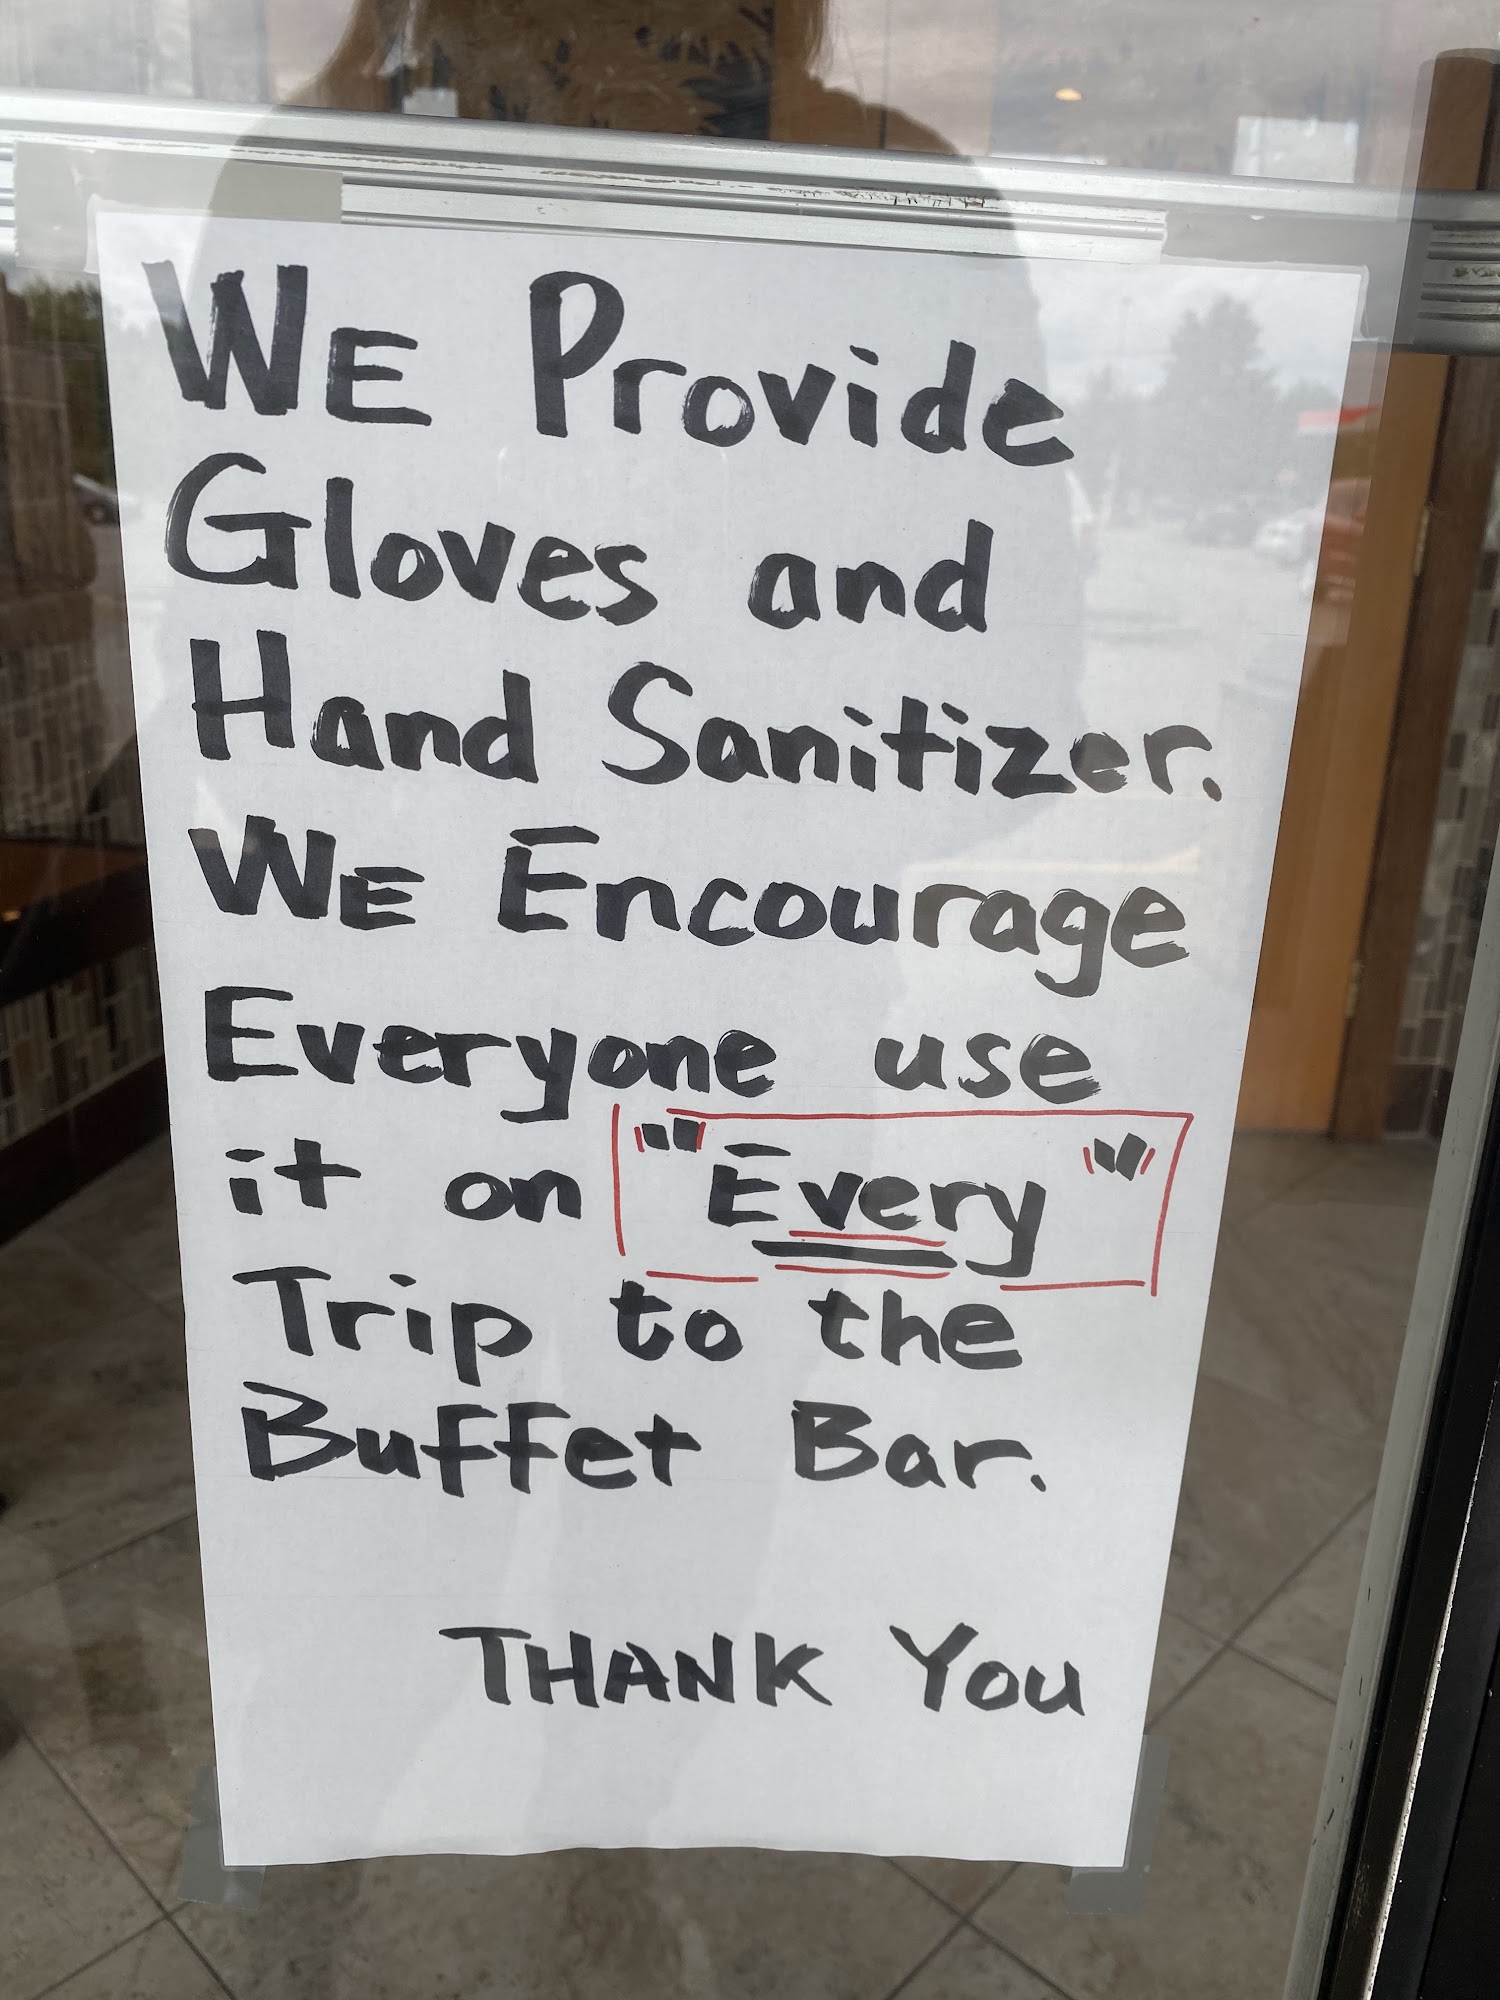 WE Provide
Gloves and
Hand Sanitizer.
WE Encourage
Everyone use
it on "Every"
Trip to the
Buffet Bar.
THANK You